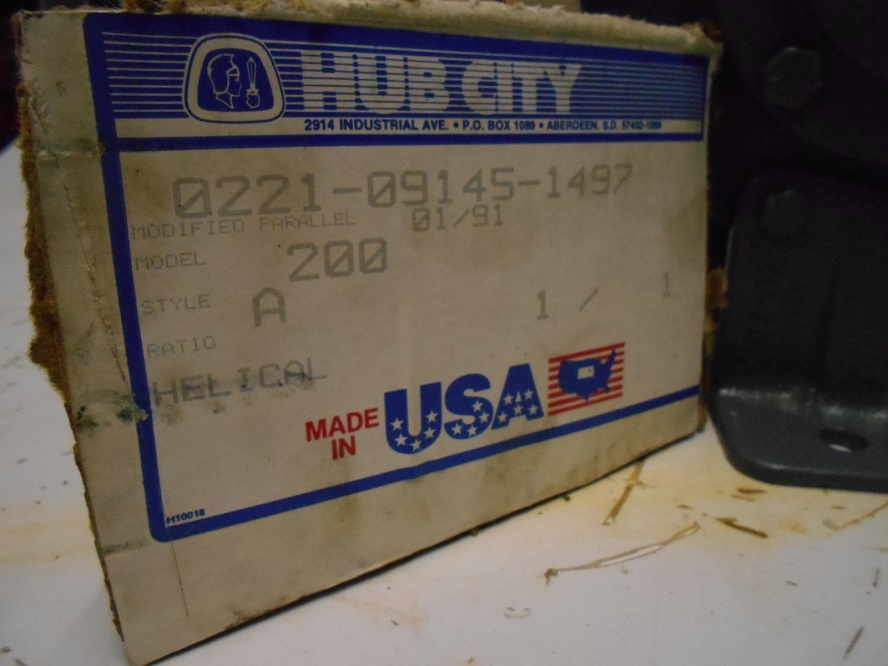 HUB CITY
2914 INDUSTRIAL AVE. • P.O. BOX 1089 • ABERDEEN, S.D. 57402-1089
0221-09145-1497
MODIFIED PARALLEL 01/91
MODEL 200
STYLE A 1 / 1
RATIO
HELICAL
MADE IN USA
H10016